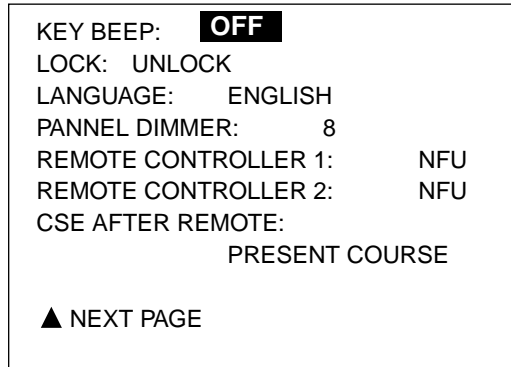 KEY BEEP: OFF
LOCK: UNLOCK
LANGUAGE: ENGLISH
PANNEL DIMMER: 8
REMOTE CONTROLLER 1: NFU
REMOTE CONTROLLER 2: NFU
CSE AFTER REMOTE:
PRESENT COURSE
▲ NEXT PAGE